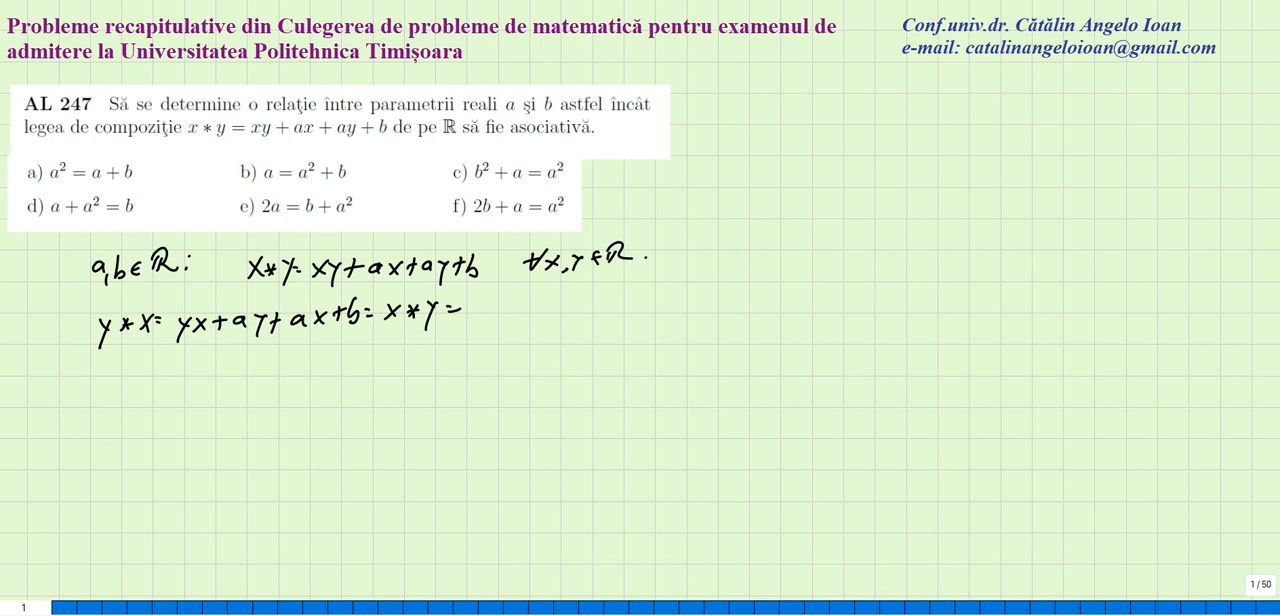 Probleme recapitulative din Culegerea de probleme de matematică pentru examenul de
admitere la Universitatea Politehnica Timișoara
Conf.univ.dr. Cătălin Angelo Ioan
e-mail: catalinangeloioan@gmail.com
AL 247 Să se determine o relaţie între parametrii reali a şi b astfel încât
legea de compoziţie x ∗ y = xy + ax + ay + b de pe ℝ să fie asociativă.
a) a² = a + b b) a = a² + b c) b² + a = a²
d) a + a² = b e) 2a = b + a² f) 2b + a = a²
a,b∈ℝ: x*y=xy+ax+ay+b ∀x,y∈ℝ.
y*x=yx+ay+ax+b=x*y=
1/50
1